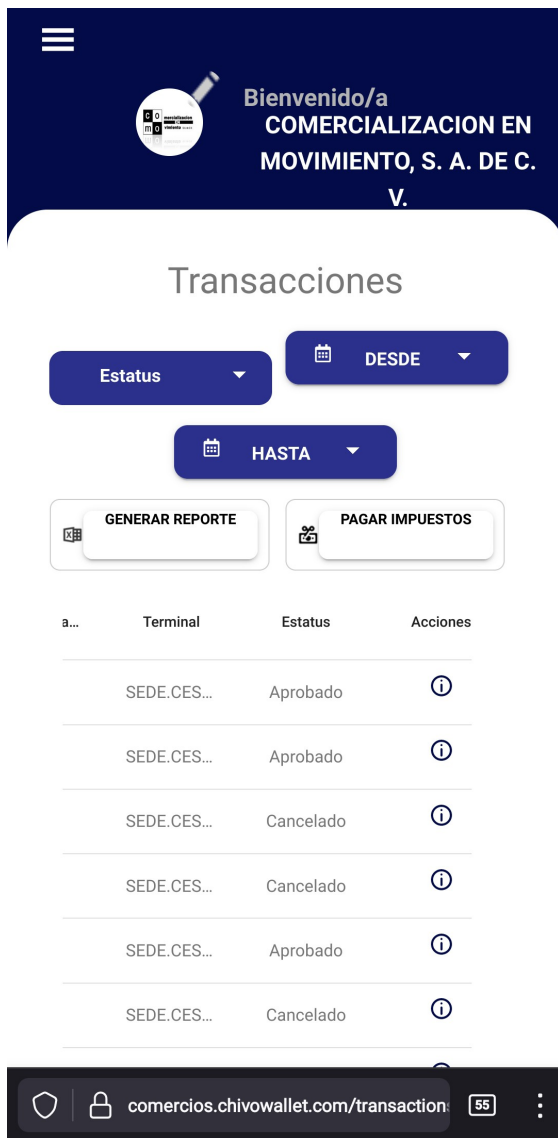 Bienvenido/a
COMERCIALIZACION EN
MOVIMIENTO, S. A. DE C.
V.
Transacciones
Estatus
DESDE
HASTA
GENERAR REPORTE
PAGAR IMPUESTOS
a... Terminal Estatus Acciones
SEDE.CES... Aprobado
SEDE.CES... Aprobado
SEDE.CES... Cancelado
SEDE.CES... Cancelado
SEDE.CES... Aprobado
SEDE.CES... Cancelado
comercios.chivowallet.com/transaction 55